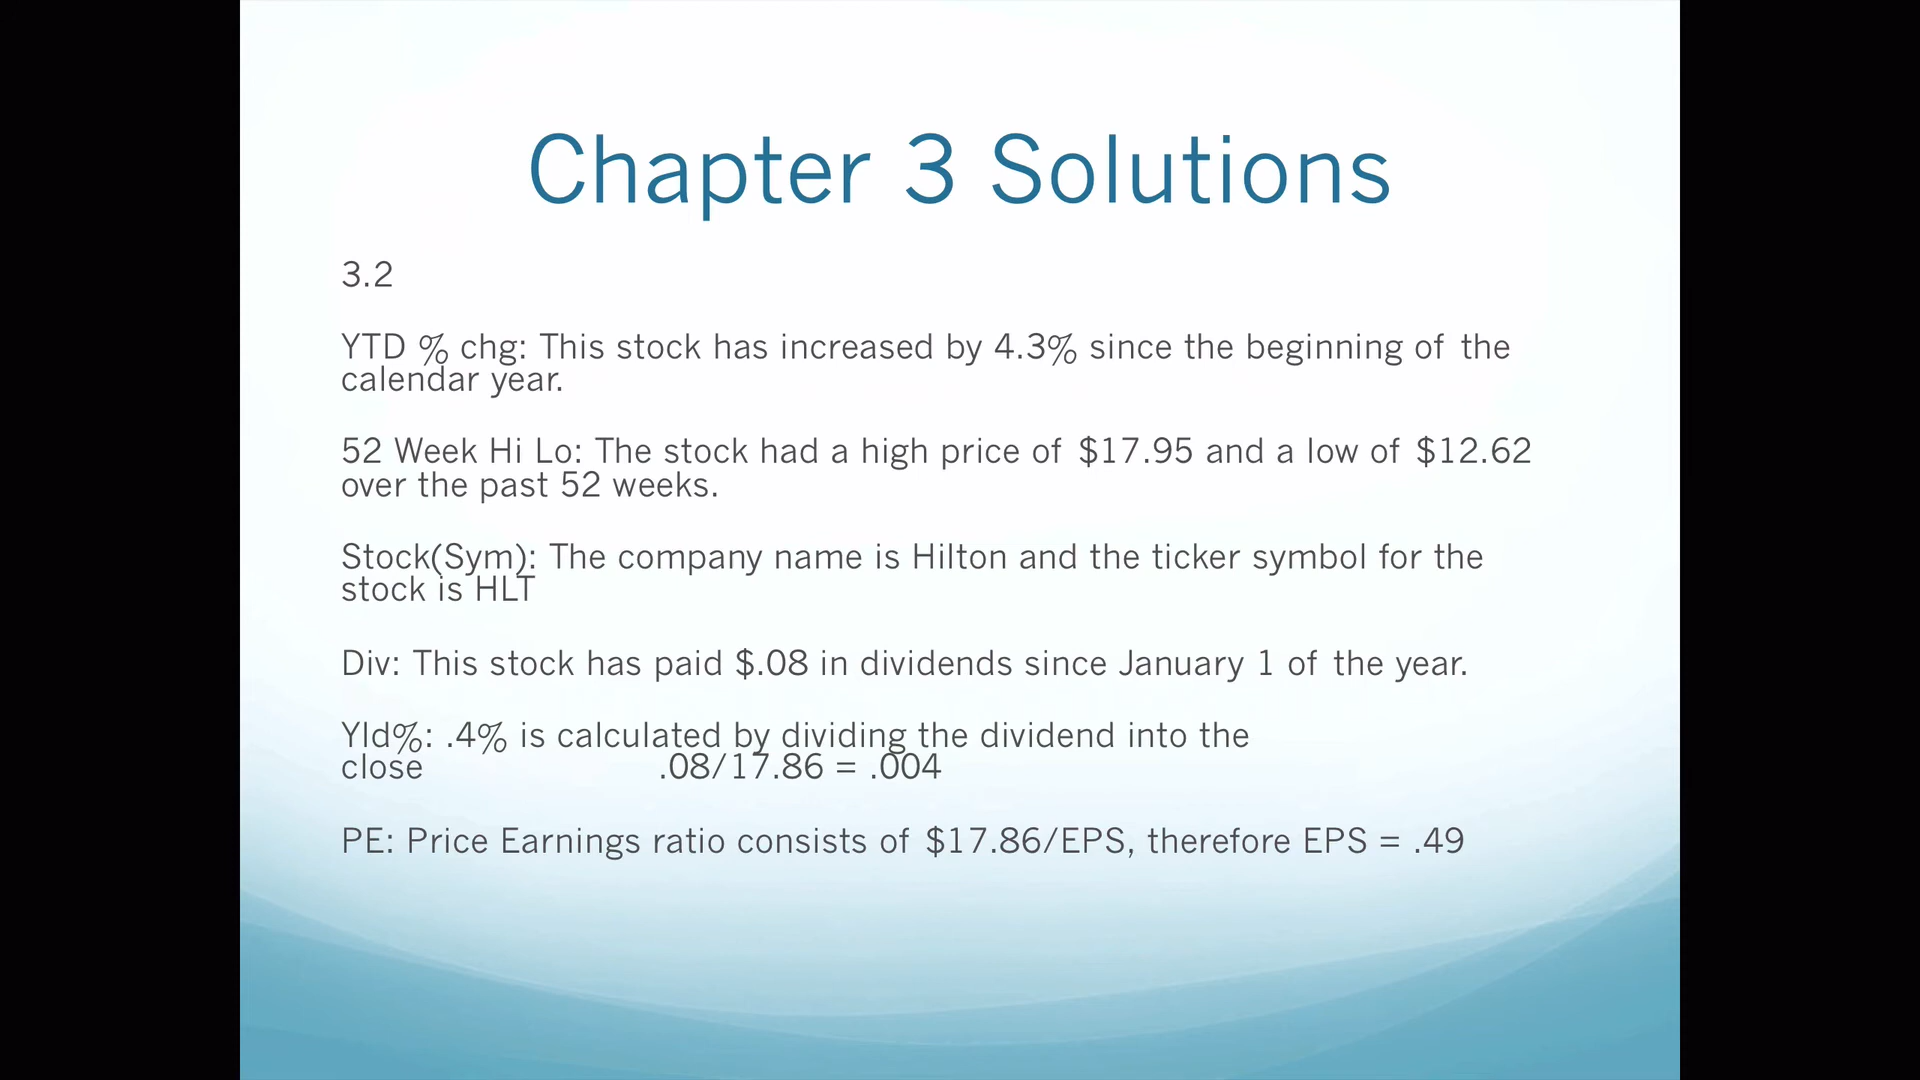 Chapter 3 Solutions
3.2
YTD % chg: This stock has increased by 4.3% since the beginning of the
calendar year.
52 Week Hi Lo: The stock had a high price of $17.95 and a low of $12.62
over the past 52 weeks.
Stock(Sym): The company name is Hilton and the ticker symbol for the
stock is HLT
Div: This stock has paid $.08 in dividends since January 1 of the year.
Yld%: .4% is calculated by dividing the dividend into the
close .08/17.86 = .004
PE: Price Earnings ratio consists of $17.86/EPS, therefore EPS = .49